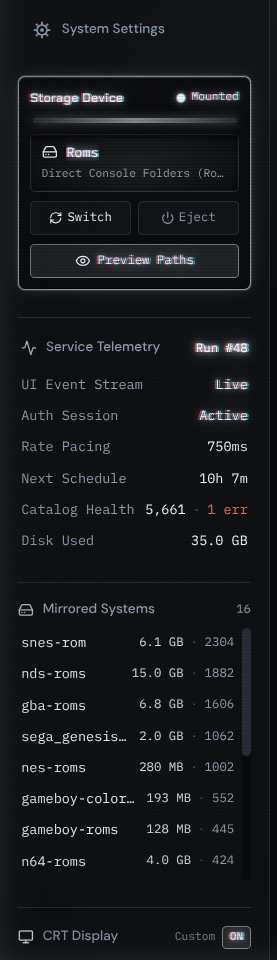 System Settings
Storage Device Mounted
Roms
Direct Console Folders (Ro…
Switch Eject
Preview Paths
Service Telemetry Run #48
UI Event Stream Live
Auth Session Active
Rate Pacing 750ms
Next Schedule 10h 7m
Catalog Health 5,661 · 1 err
Disk Used 35.0 GB
Mirrored Systems 16
snes-rom 6.1 GB · 2304
nds-roms 15.0 GB · 1882
gba-roms 6.8 GB · 1606
sega_genesis… 2.0 GB · 1062
nes-roms 280 MB · 1002
gameboy-color… 193 MB · 552
gameboy-roms 128 MB · 445
n64-roms 4.0 GB · 424
CRT Display Custom ON